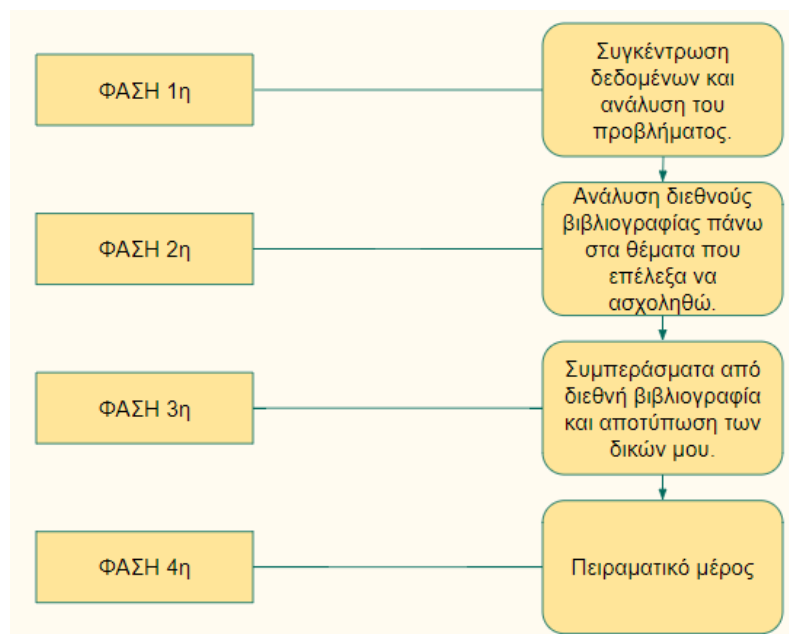 ΦΑΣΗ 1η
Συγκέντρωση
δεδομένων και
ανάλυση του
προβλήματος.
ΦΑΣΗ 2η
Ανάλυση διεθνούς
βιβλιογραφίας πάνω
στα θέματα που
επέλεξα να
ασχοληθώ.
ΦΑΣΗ 3η
Συμπεράσματα από
διεθνή βιβλιογραφία
και αποτύπωση των
δικών μου.
ΦΑΣΗ 4η
Πειραματικό μέρος